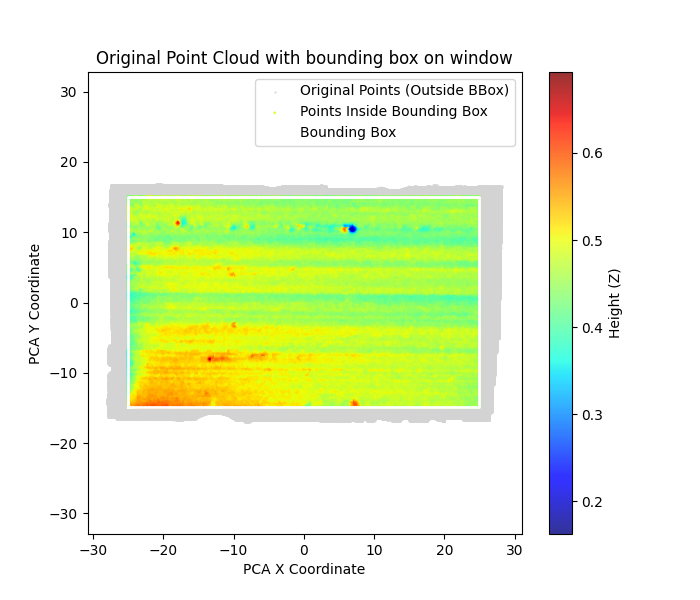 Original Point Cloud with bounding box on window
Original Points (Outside BBox)
Points Inside Bounding Box
Bounding Box
30
20
10
0
−10
−20
−30
PCA Y Coordinate
−30 −20 −10 0 10 20 30
PCA X Coordinate
0.6
0.5
0.4
0.3
0.2
Height (Z)